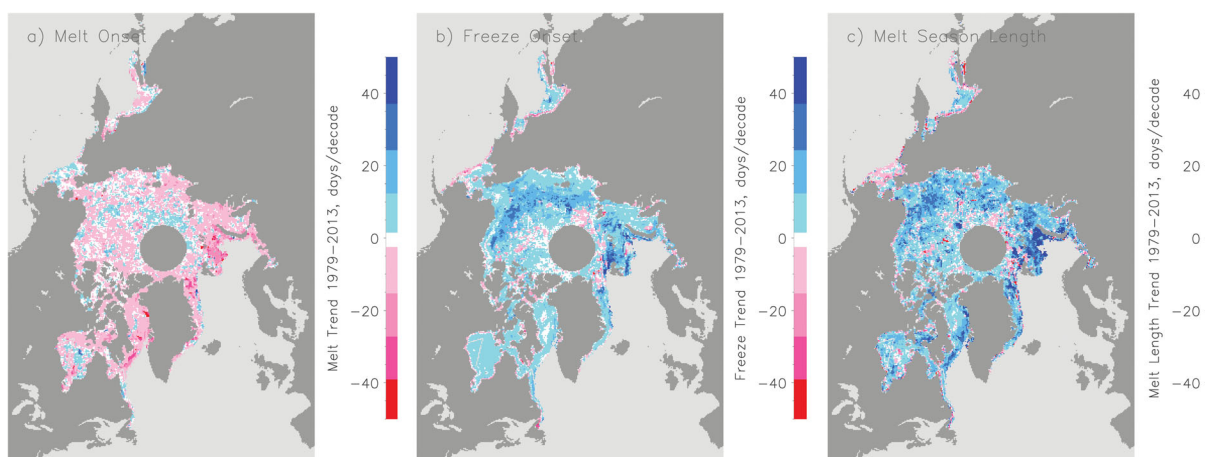 a) Melt Onset
40
20
0
−20
−40
Melt Trend 1979−2013, days/decade
b) Freeze Onset.
40
20
0
−20
−40
Freeze Trend 1979−2013, days/decade
c) Melt Season Length
40
20
0
−20
−40
Melt Length Trend 1979−2013, days/decade